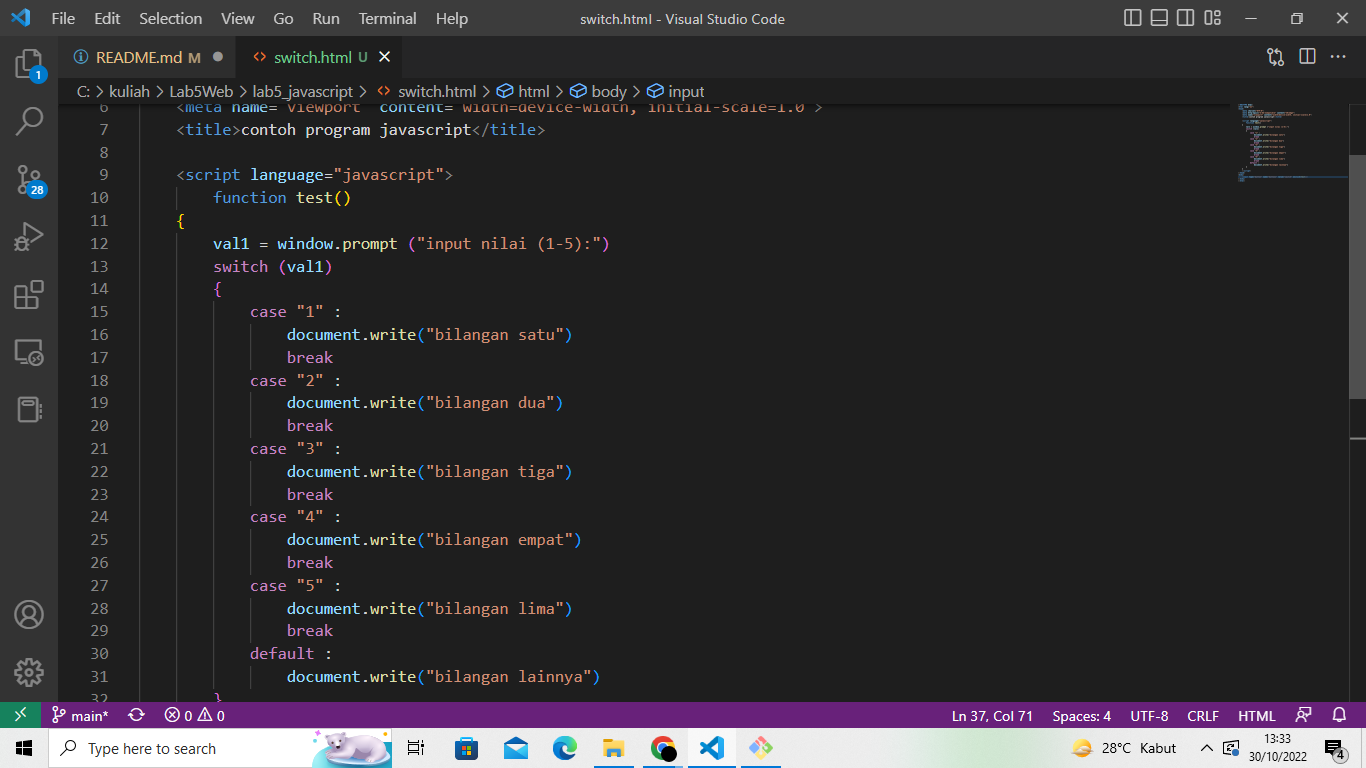 File Edit Selection View Go Run Terminal Help switch.html - Visual Studio Code
README.md M switch.html U
C: > kuliah > Lab5Web > lab5_javascript > switch.html > html > body > input
6 <meta name="viewport" content="width=device-width, initial-scale=1.0">
7 <title>contoh program javascript</title>
8
9 <script language="javascript">
10 function test()
11 {
12 val1 = window.prompt ("input nilai (1-5):")
13 switch (val1)
14 {
15 case "1" :
16 document.write("bilangan satu")
17 break
18 case "2" :
19 document.write("bilangan dua")
20 break
21 case "3" :
22 document.write("bilangan tiga")
23 break
24 case "4" :
25 document.write("bilangan empat")
26 break
27 case "5" :
28 document.write("bilangan lima")
29 break
30 default :
31 document.write("bilangan lainnya")
32 }
1
28
main* 0 0 Ln 37, Col 71 Spaces: 4 UTF-8 CRLF HTML
Type here to search 28°C Kabut 13:33
30/10/2022
4